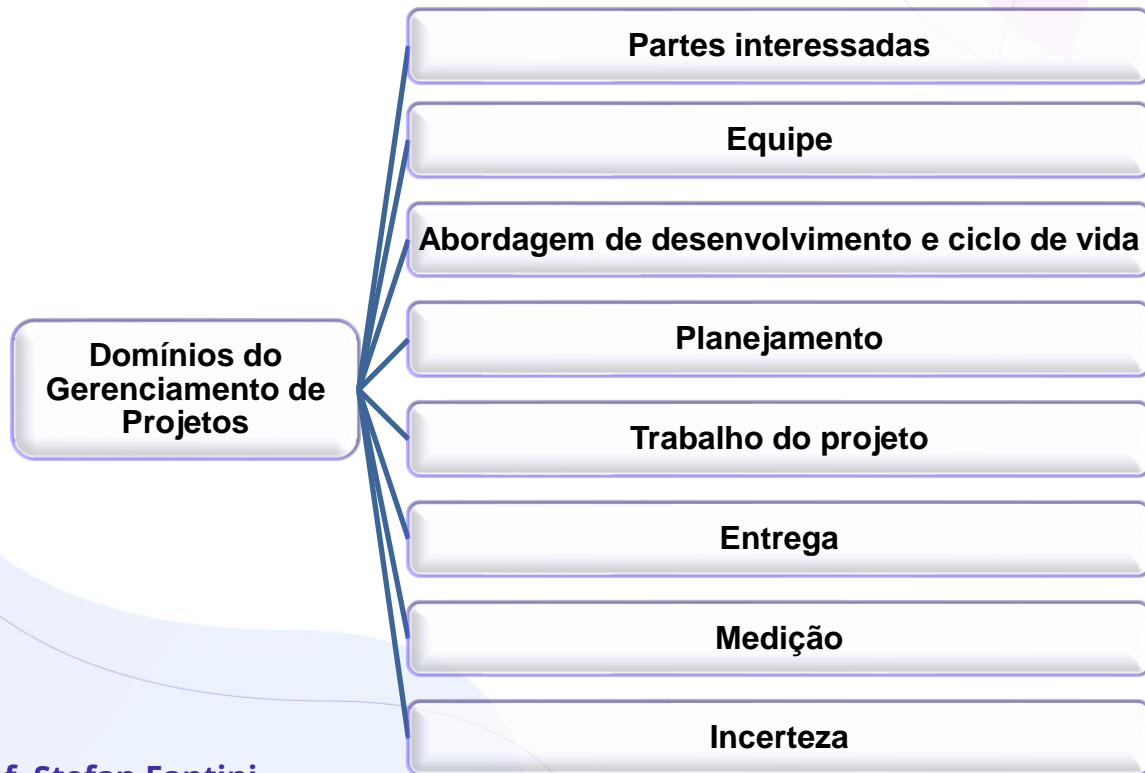 Partes interessadas
Equipe
Abordagem de desenvolvimento e ciclo de vida
Domínios do
Gerenciamento de
Projetos
Planejamento
Trabalho do projeto
Entrega
Medição
Incerteza
f. Stefan Fantini